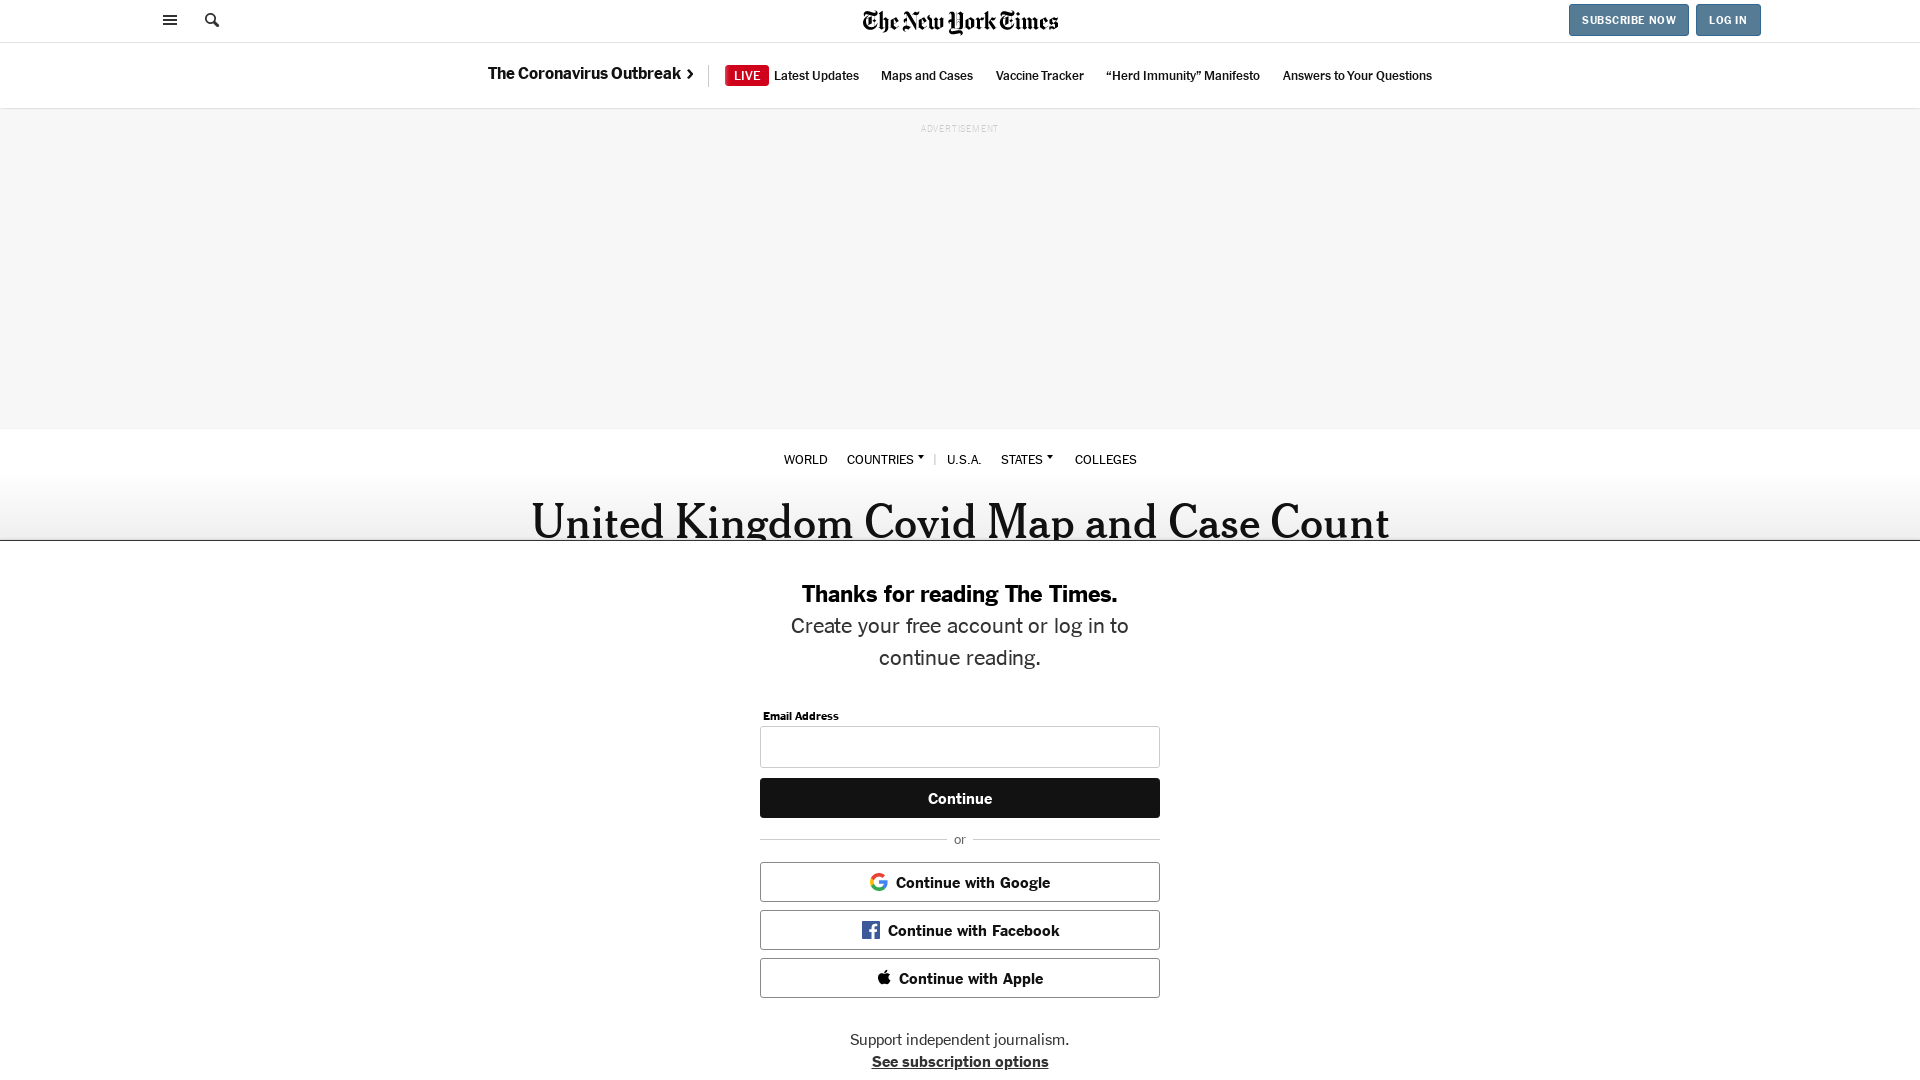 The New York Times
SUBSCRIBE NOW
LOG IN
The Coronavirus Outbreak
LIVE Latest Updates
Maps and Cases
Vaccine Tracker
“Herd Immunity” Manifesto
Answers to Your Questions
ADVERTISEMENT
WORLD
COUNTRIES
U.S.A.
STATES
COLLEGES
United Kingdom Covid Map and Case Count
Thanks for reading The Times.
Create your free account or log in to
continue reading.
Email Address
Continue
or
Continue with Google
Continue with Facebook
Continue with Apple
Support independent journalism.
See subscription options